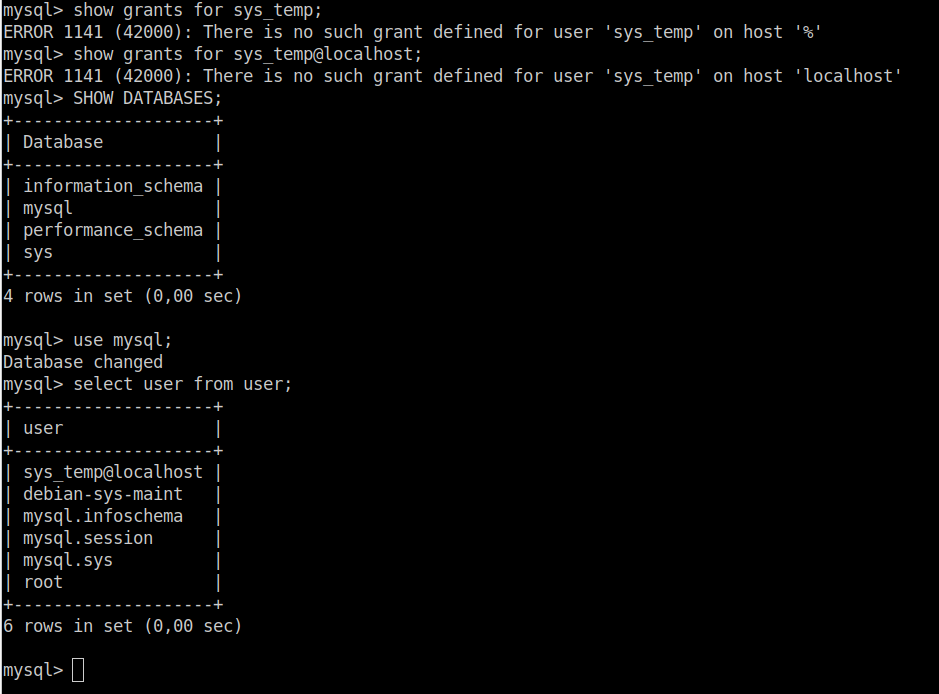 mysql> show grants for sys_temp;
ERROR 1141 (42000): There is no such grant defined for user 'sys_temp' on host '%'
mysql> show grants for sys_temp@localhost;
ERROR 1141 (42000): There is no such grant defined for user 'sys_temp' on host 'localhost'
mysql> SHOW DATABASES;
+--------------------+
| Database           |
+--------------------+
| information_schema |
| mysql              |
| performance_schema |
| sys                |
+--------------------+
4 rows in set (0,00 sec)

mysql> use mysql;
Database changed
mysql> select user from user;
+--------------------+
| user               |
+--------------------+
| sys_temp@localhost |
| debian-sys-maint   |
| mysql.infoschema   |
| mysql.session      |
| mysql.sys          |
| root               |
+--------------------+
6 rows in set (0,00 sec)

mysql>